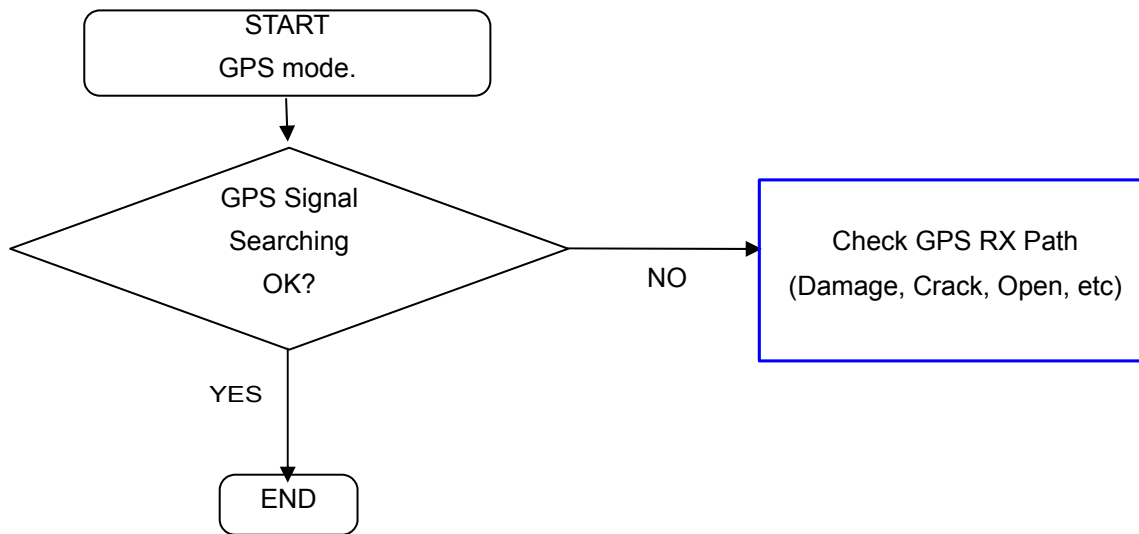 START
GPS mode.
GPS Signal
Searching
OK?
NO
Check GPS RX Path
(Damage, Crack, Open, etc)
YES
END